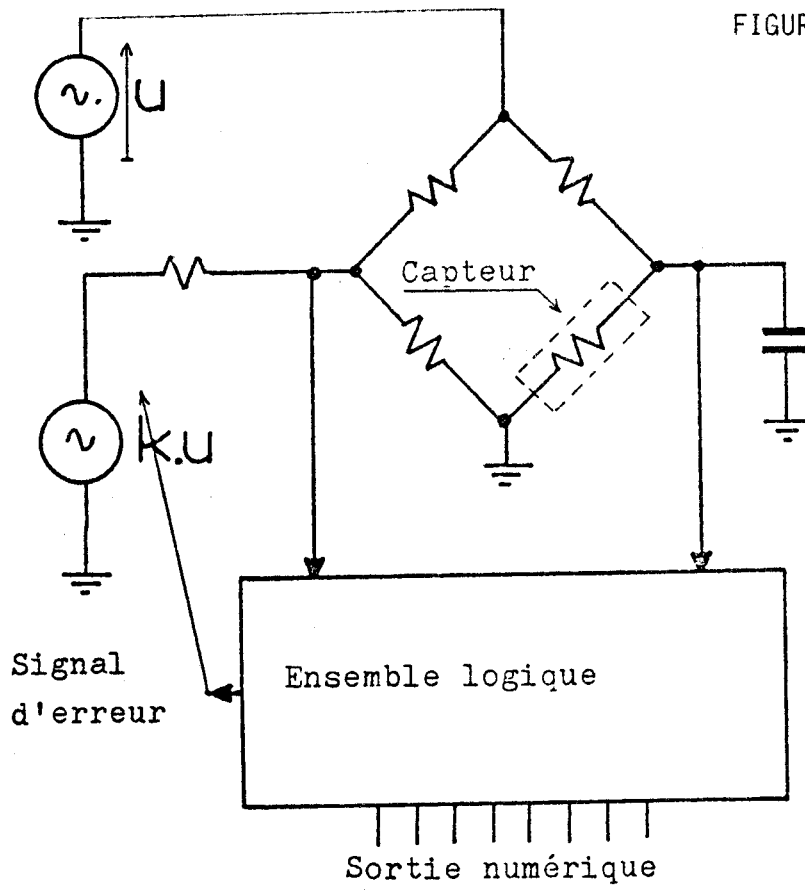 FIGUR
~.
u
Capteur
~
k.u
Signal
d'erreur
Ensemble logique
Sortie numérique